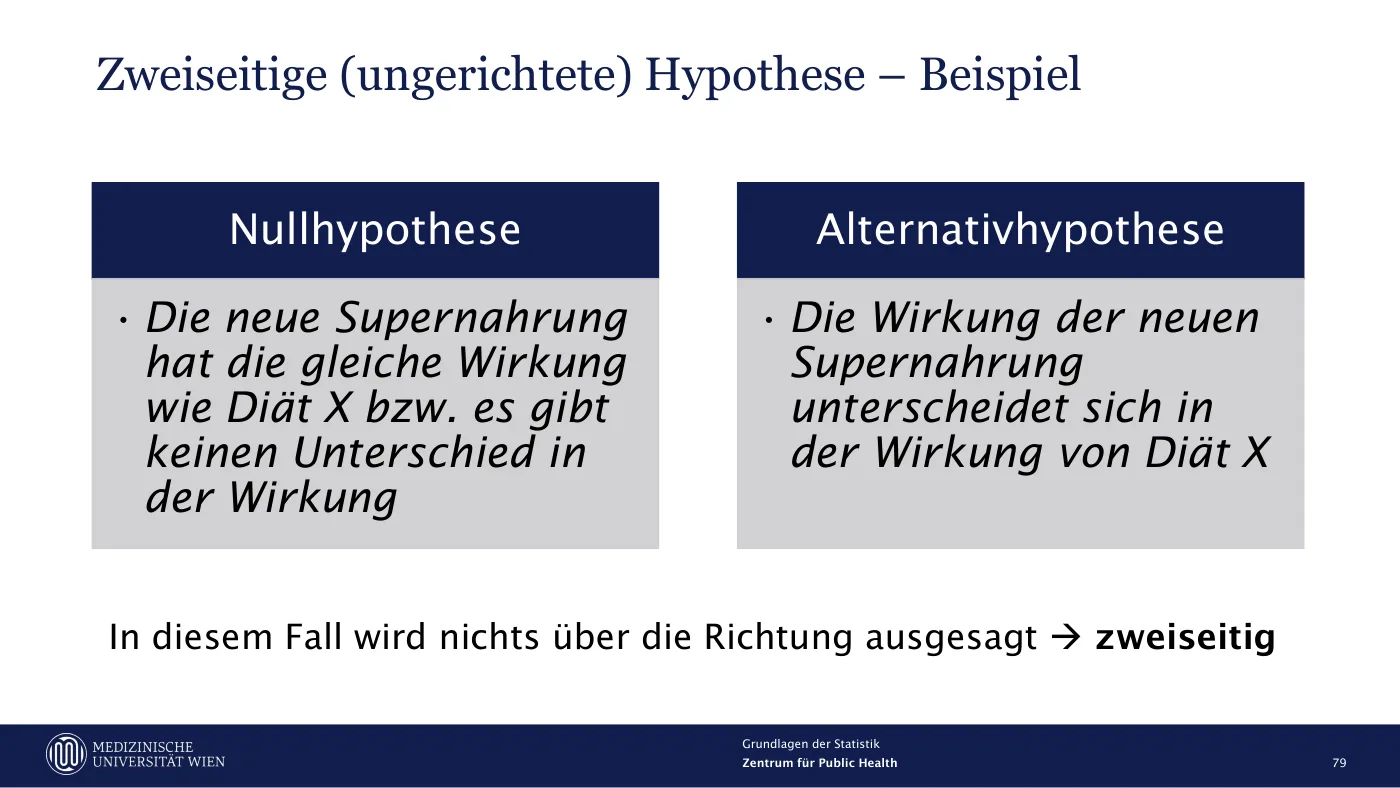 Zweiseitige (ungerichtete) Hypothese – Beispiel
Nullhypothese
• Die neue Supernahrung
hat die gleiche Wirkung
wie Diät X bzw. es gibt
keinen Unterschied in
der Wirkung
Alternativhypothese
• Die Wirkung der neuen
Supernahrung
unterscheidet sich in
der Wirkung von Diät X
In diesem Fall wird nichts über die Richtung ausgesagt → zweiseitig
MEDIZINISCHE
UNIVERSITÄT WIEN
Grundlagen der Statistik
Zentrum für Public Health
79